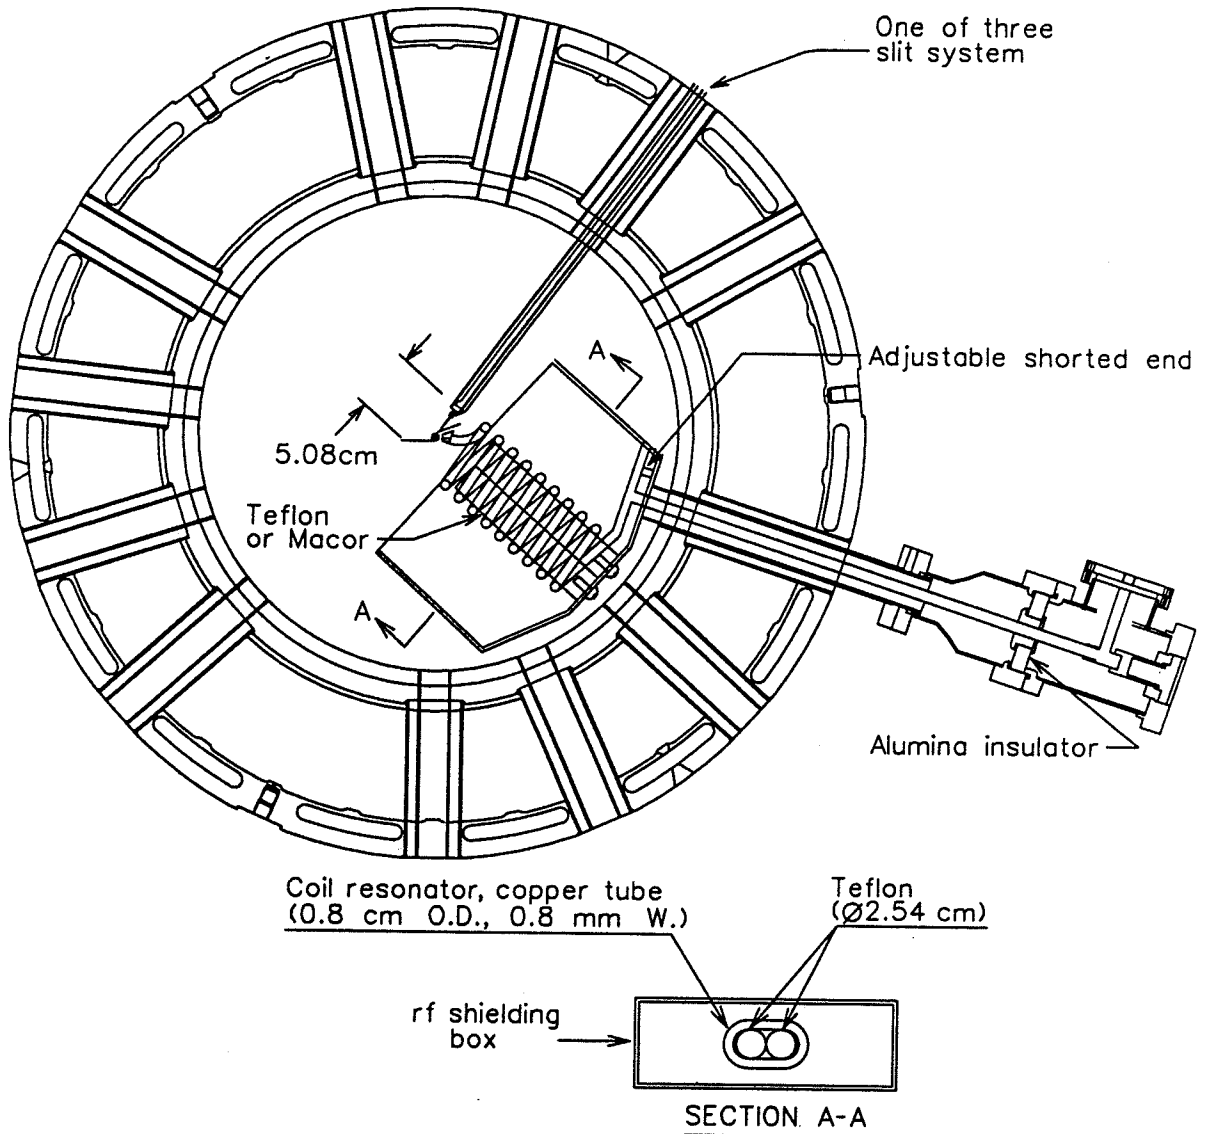 One of three
slit system
A
Adjustable shorted end
5.08cm
Teflon
or Macor
A
Alumina insulator
Coil resonator, copper tube
(0.8 cm O.D., 0.8 mm W.)
Teflon
(Ø2.54 cm)
rf shielding
box
SECTION A-A